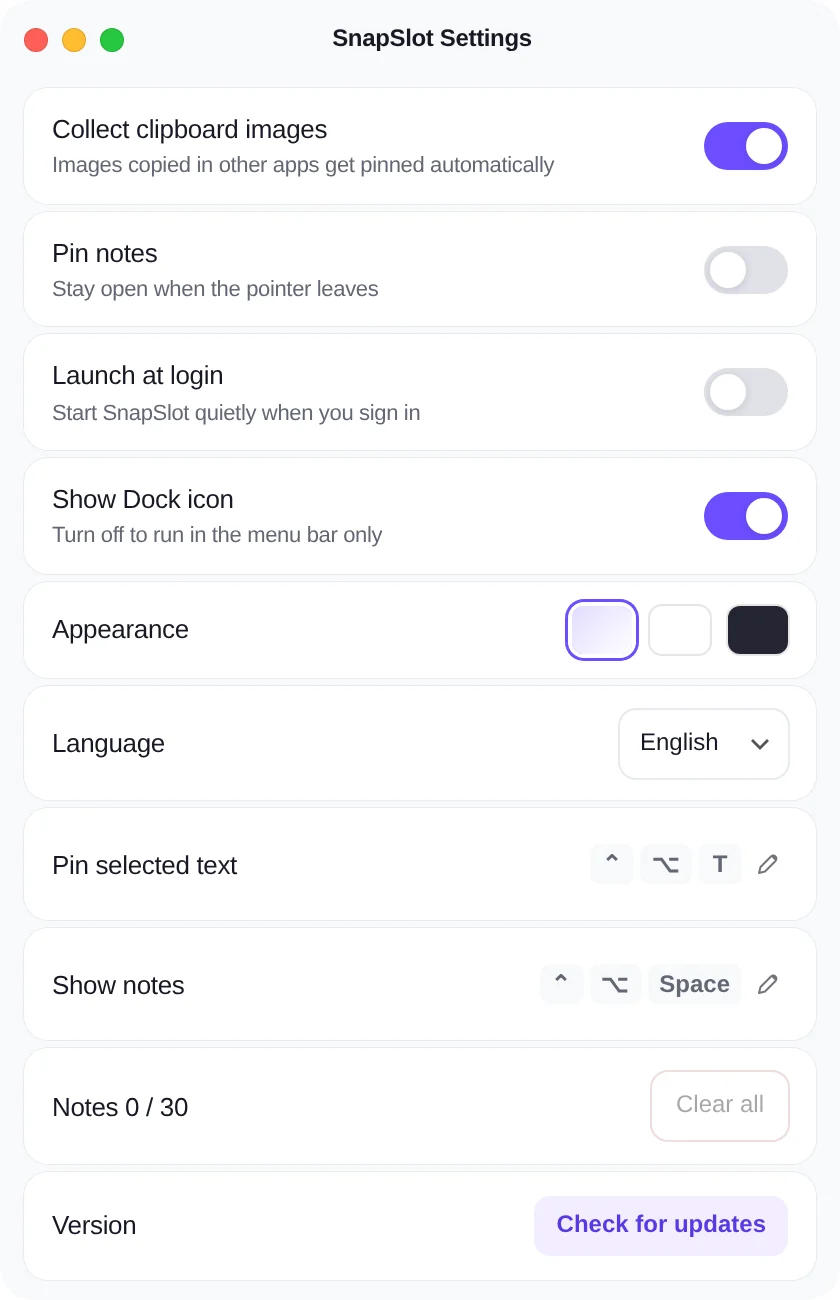 SnapSlot Settings
Collect clipboard images
Images copied in other apps get pinned automatically
Pin notes
Stay open when the pointer leaves
Launch at login
Start SnapSlot quietly when you sign in
Show Dock icon
Turn off to run in the menu bar only
Appearance
Language English
Pin selected text ⌃ ⌥ T
Show notes ⌃ ⌥ Space
Notes 0 / 30 Clear all
Version Check for updates